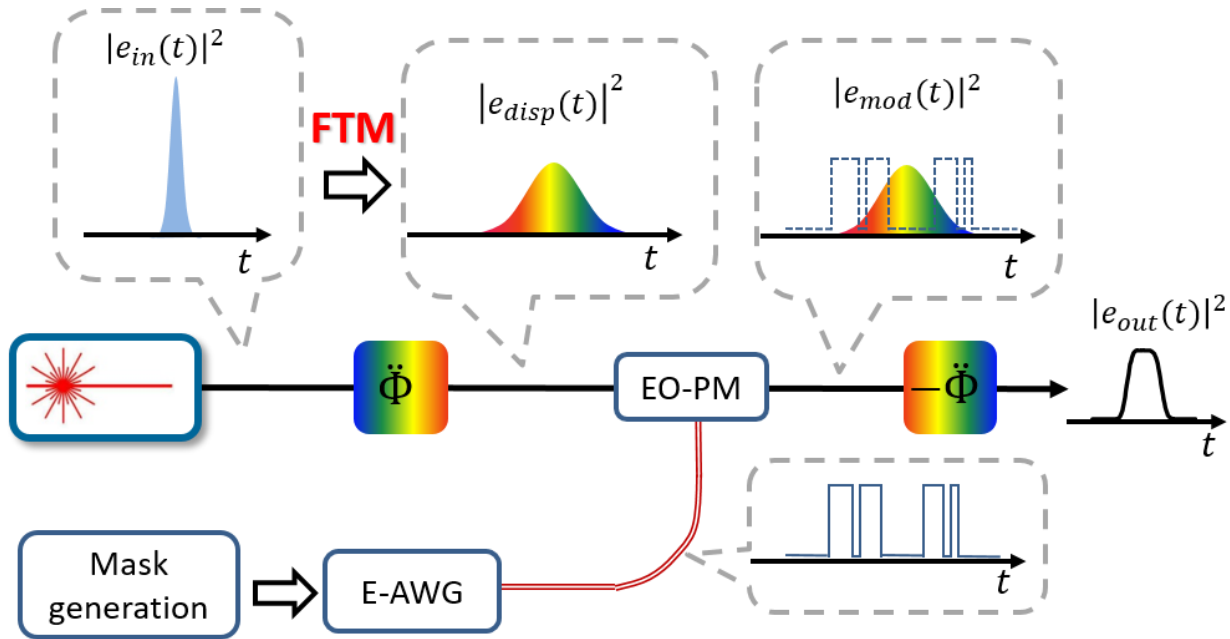 |e_in(t)|²
t
FTM
|e_disp(t)|²
t
|e_mod(t)|²
t
Φ̈
EO-PM
−Φ̈
|e_out(t)|²
t
Mask
generation
E-AWG
t